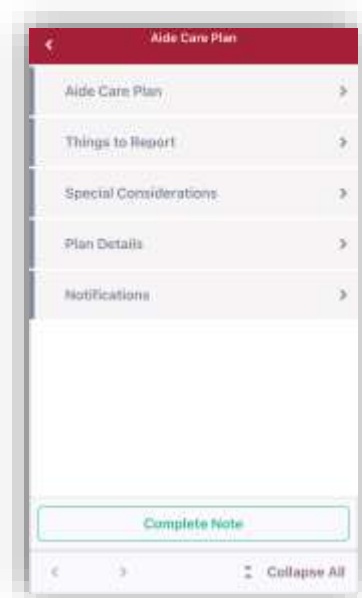 Aide Care Plan
Aide Care Plan
Things to Report
Special Considerations
Plan Details
Notifications
Complete Note
Collapse All